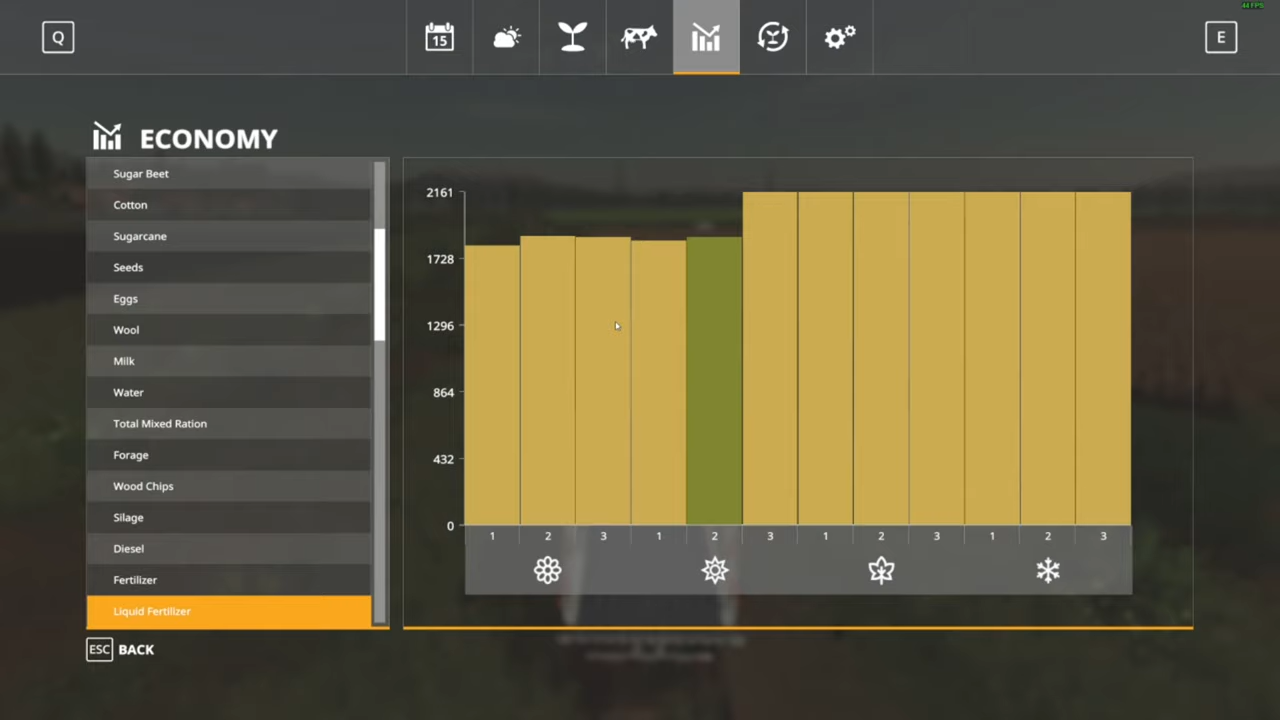 44 FPS
Q
15
E
ECONOMY
Sugar Beet
Cotton
Sugarcane
Seeds
Eggs
Wool
Milk
Water
Total Mixed Ration
Forage
Wood Chips
Silage
Diesel
Fertilizer
Liquid Fertilizer
2161
1728
1296
864
432
0
1 2 3 1 2 3 1 2 3 1 2 3
ESC BACK